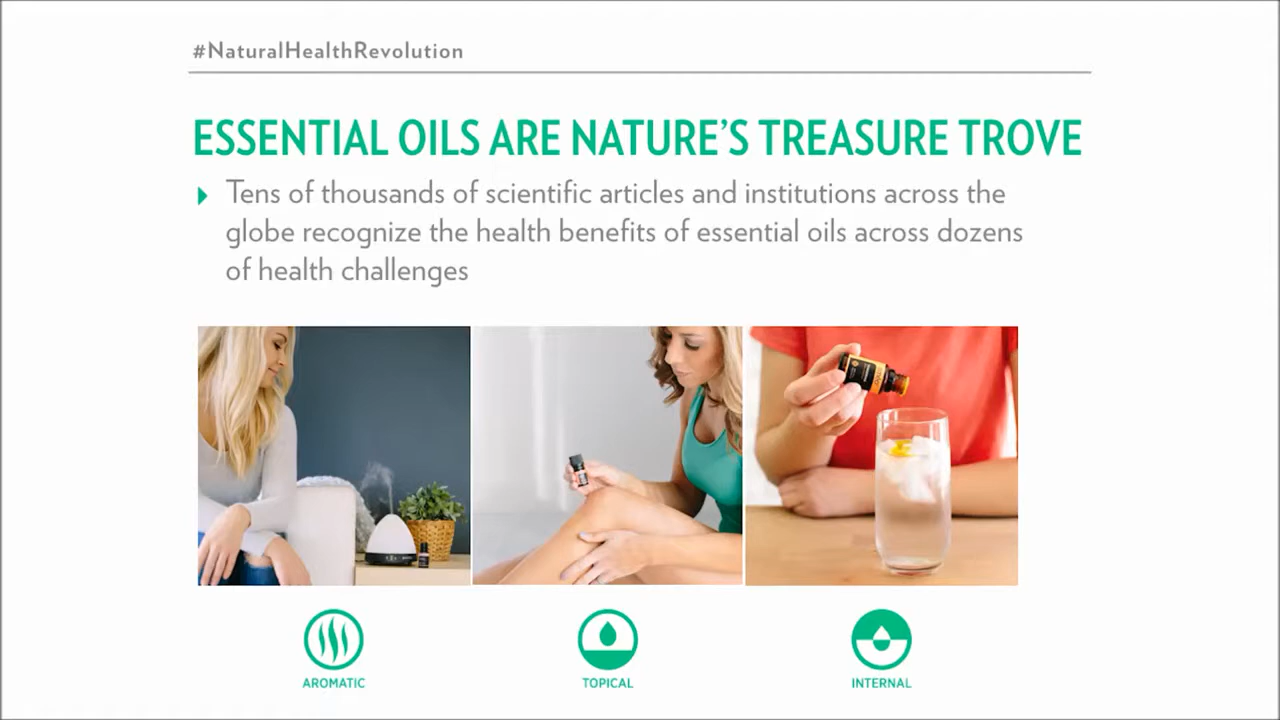 #NaturalHealthRevolution
ESSENTIAL OILS ARE NATURE'S TREASURE TROVE
Tens of thousands of scientific articles and institutions across the
globe recognize the health benefits of essential oils across dozens
of health challenges
AROMATIC
TOPICAL
INTERNAL